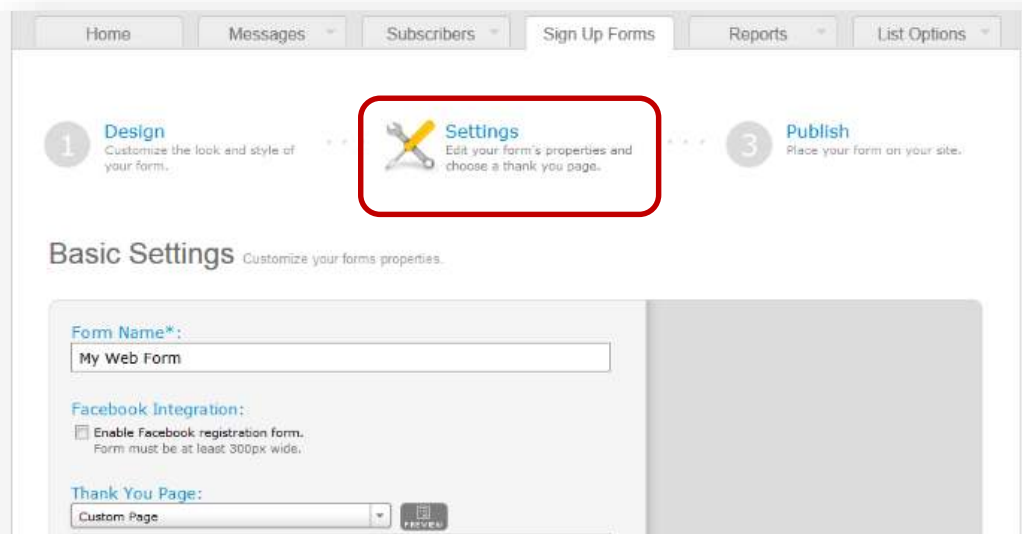 Home Messages Subscribers Sign Up Forms Reports List Options
1 Design
Customize the look and style of
your form.
Settings
Edit your form's properties and
choose a thank you page.
3 Publish
Place your form on your site.
Basic Settings Customize your forms properties.
Form Name*:
My Web Form
Facebook Integration:
Enable Facebook registration form.
Form must be at least 300px wide.
Thank You Page:
Custom Page PREVIEW